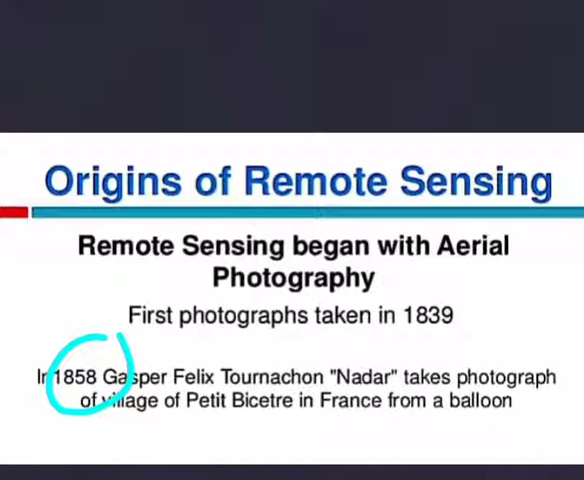 Origins of Remote Sensing
Remote Sensing began with Aerial
Photography
First photographs taken in 1839
In 1858 Gasper Felix Tournachon "Nadar" takes photograph
of village of Petit Bicetre in France from a balloon